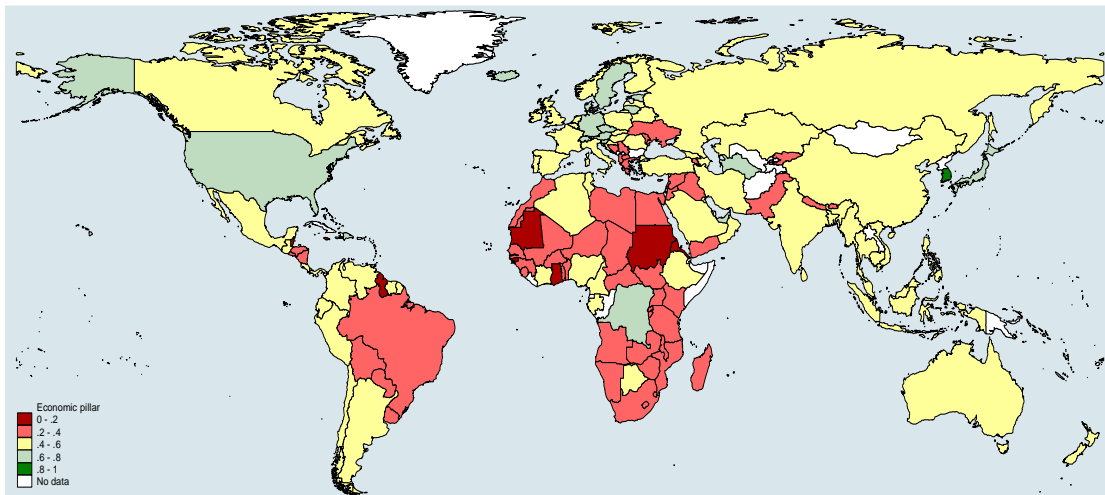 Economic pillar
0 - .2
.2 - .4
.4 - .6
.6 - .8
.8 - 1
No data